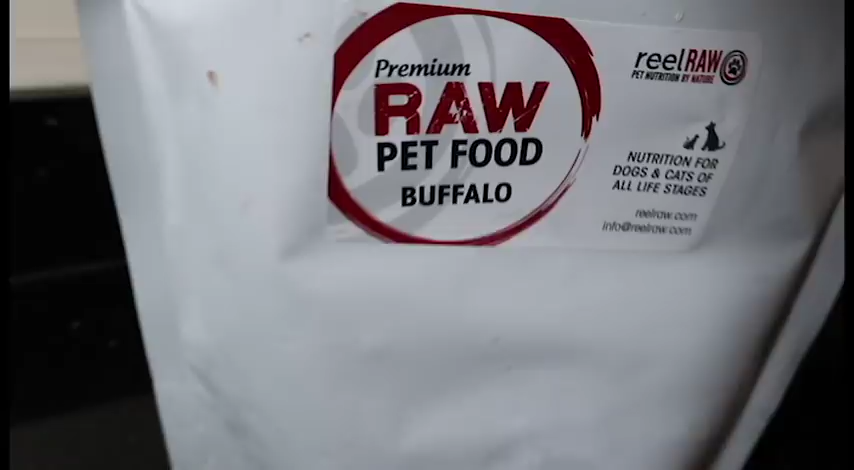 Premium
RAW
PET FOOD
BUFFALO
reelRAW
PET NUTRITION BY NATURE
NUTRITION FOR
DOGS & CATS OF
ALL LIFE STAGES
reelraw.com
info@reelraw.com